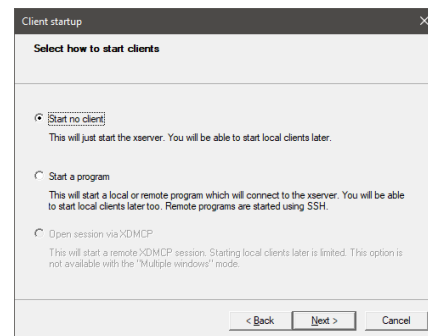 Client startup
Select how to start clients
Start no client
This will just start the xserver. You will be able to start local clients later.
Start a program
This will start a local or remote program which will connect to the xserver. You will be able
to start local clients later too. Remote programs are started using SSH.
Open session via XDMCP
This will start a remote XDMCP session. Starting local clients later is limited. This option is
not available with the "Multiple windows" mode.
< Back
Next >
Cancel